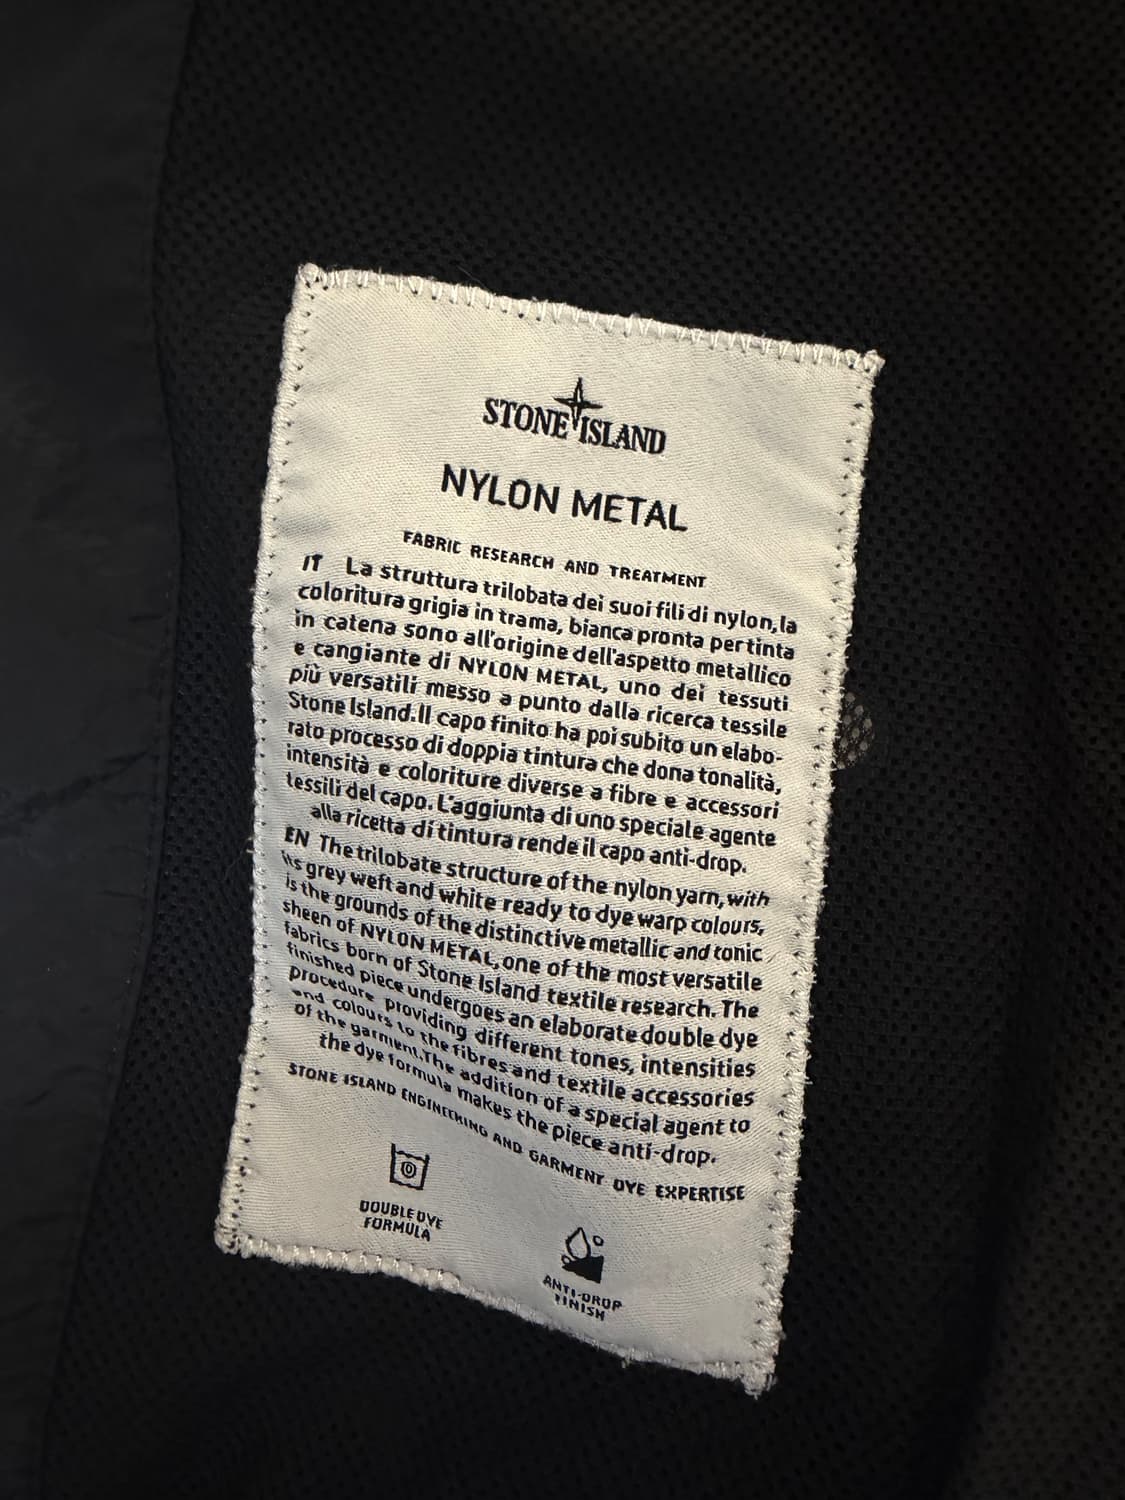 STONE ISLAND
NYLON METAL
FABRIC RESEARCH AND TREATMENT
IT La struttura trilobata dei suoi fili di nylon, la
coloritura grigia in trama, bianca pronta per tinta
in catena sono all'origine dell'aspetto metallico
e cangiante di NYLON METAL, uno dei tessuti
più versatili messo a punto dalla ricerca tessile
Stone Island. Il capo finito ha poi subito un elabo-
rato processo di doppia tintura che dona tonalità,
intensità e coloriture diverse a fibre e accessori
tessili del capo. L'aggiunta di uno speciale agente
alla ricetta di tintura rende il capo anti-drop.
EN The trilobate structure of the nylon yarn, with
its grey weft and white ready to dye warp colours,
is the grounds of the distinctive metallic and tonic
sheen of NYLON METAL, one of the most versatile
fabrics born of Stone Island textile research. The
finished piece undergoes an elaborate double dye
procedure providing different tones, intensities
and colours to the fibres and textile accessories
of the garment. The addition of a special agent to
the dye formula makes the piece anti-drop.
STONE ISLAND ENGINEERING AND GARMENT DYE EXPERTISE
DOUBLE DYE
FORMULA
ANTI-DROP
FINISH